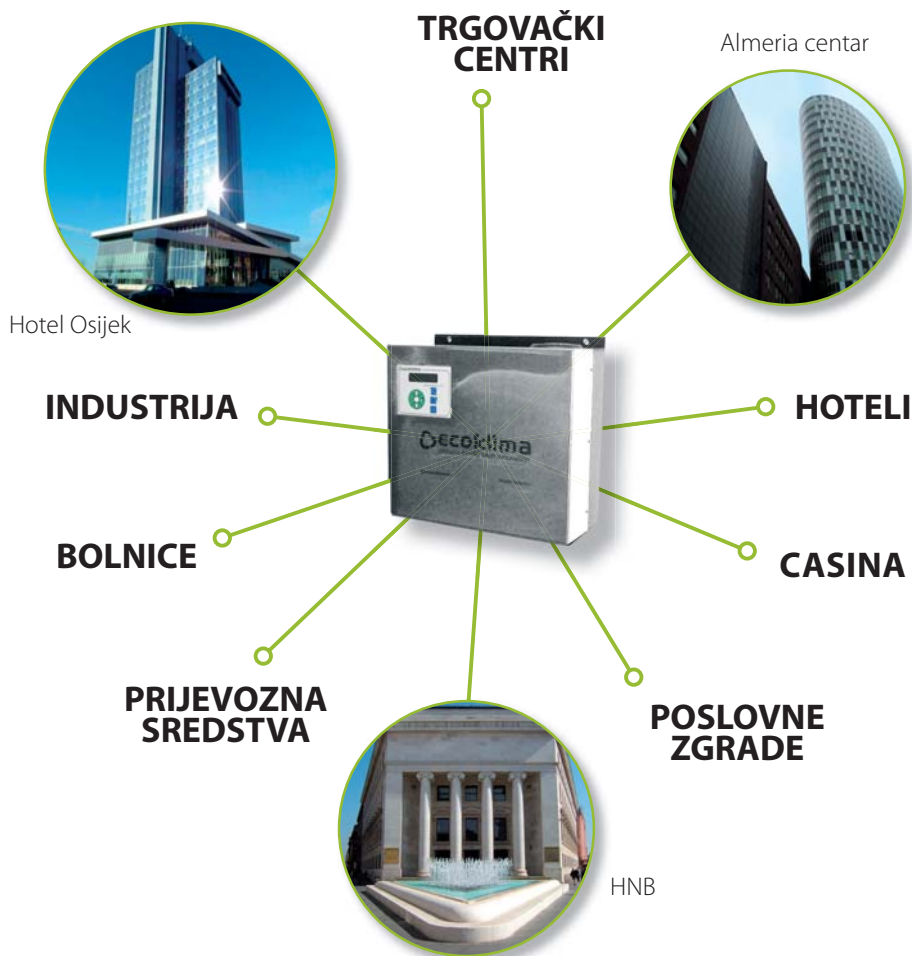 TRGOVAČKI
CENTRI
Almeria centar
Hotel Osijek
INDUSTRIJA
HOTELI
ecoklima
BOLNICE
CASINA
PRIJEVOZNA
SREDSTVA
POSLOVNE
ZGRADE
HNB